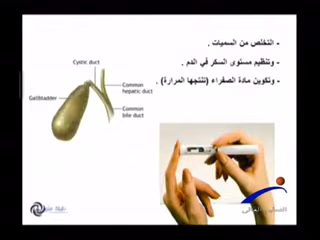 - التخلص من السميات .
- وتنظيم مستوى السكر في الدم .
- وتكوين مادة الصفراء (تنتجها المرارة) .
Cystic duct
Common
hepatic duct
Gallbladder
Common
bile duct